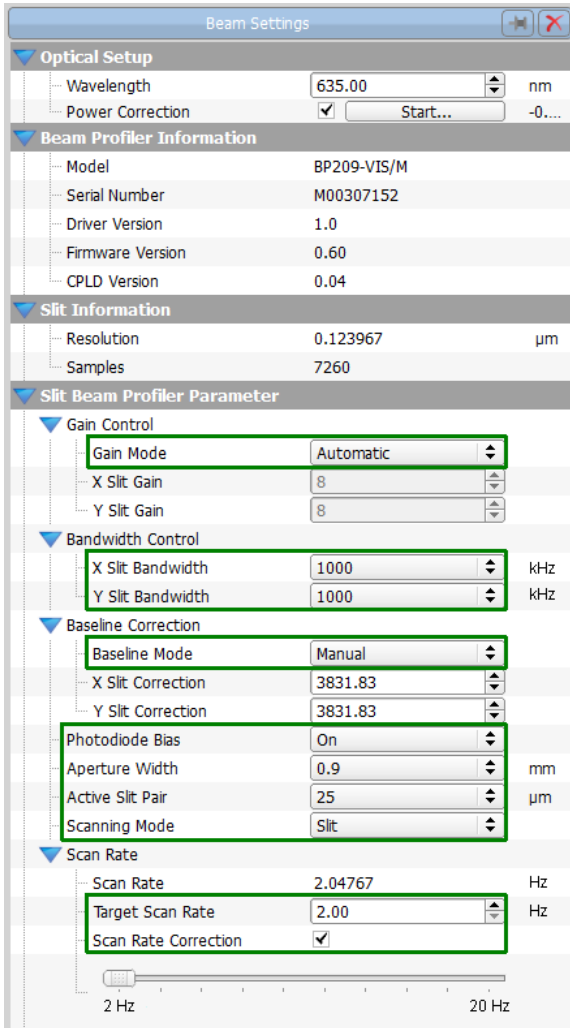 Beam Settings
Optical Setup
Wavelength 635.00 nm
Power Correction Start... -0....
Beam Profiler Information
Model BP209-VIS/M
Serial Number M00307152
Driver Version 1.0
Firmware Version 0.60
CPLD Version 0.04
Slit Information
Resolution 0.123967 µm
Samples 7260
Slit Beam Profiler Parameter
Gain Control
Gain Mode Automatic
X Slit Gain 8
Y Slit Gain 8
Bandwidth Control
X Slit Bandwidth 1000 kHz
Y Slit Bandwidth 1000 kHz
Baseline Correction
Baseline Mode Manual
X Slit Correction 3831.83
Y Slit Correction 3831.83
Photodiode Bias On
Aperture Width 0.9 mm
Active Slit Pair 25 µm
Scanning Mode Slit
Scan Rate
Scan Rate 2.04767 Hz
Target Scan Rate 2.00 Hz
Scan Rate Correction
2 Hz 20 Hz